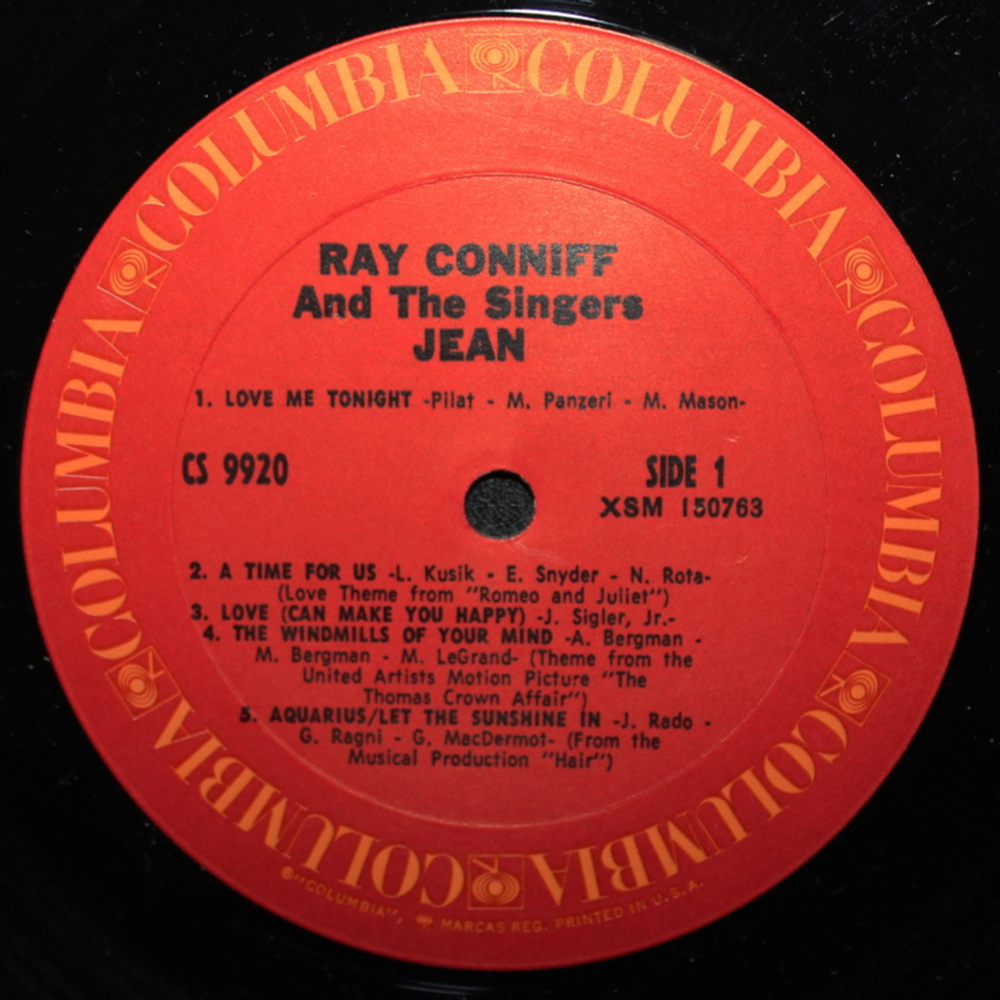 COLUMBIA COLUMBIA COLUMBIA COLUMBIA COLUMBIA COLUMBIA
RAY CONNIFF
And The Singers
JEAN
1. LOVE ME TONIGHT -Pilat - M. Panzeri - M. Mason-
CS 9920
SIDE 1
XSM 150763
2. A TIME FOR US -L. Kusik - E. Snyder - N. Rota-
(Love Theme from "Romeo and Juliet")
3. LOVE (CAN MAKE YOU HAPPY) -J. Sigler, Jr.-
4. THE WINDMILLS OF YOUR MIND -A. Bergman -
M. Bergman - M. LeGrand- (Theme from the
United Artists Motion Picture "The
Thomas Crown Affair")
5. AQUARIUS/LET THE SUNSHINE IN -J. Rado -
G. Ragni - G. MacDermot- (From the
Musical Production "Hair")
®"COLUMBIA", MARCAS REG. PRINTED IN U.S.A.